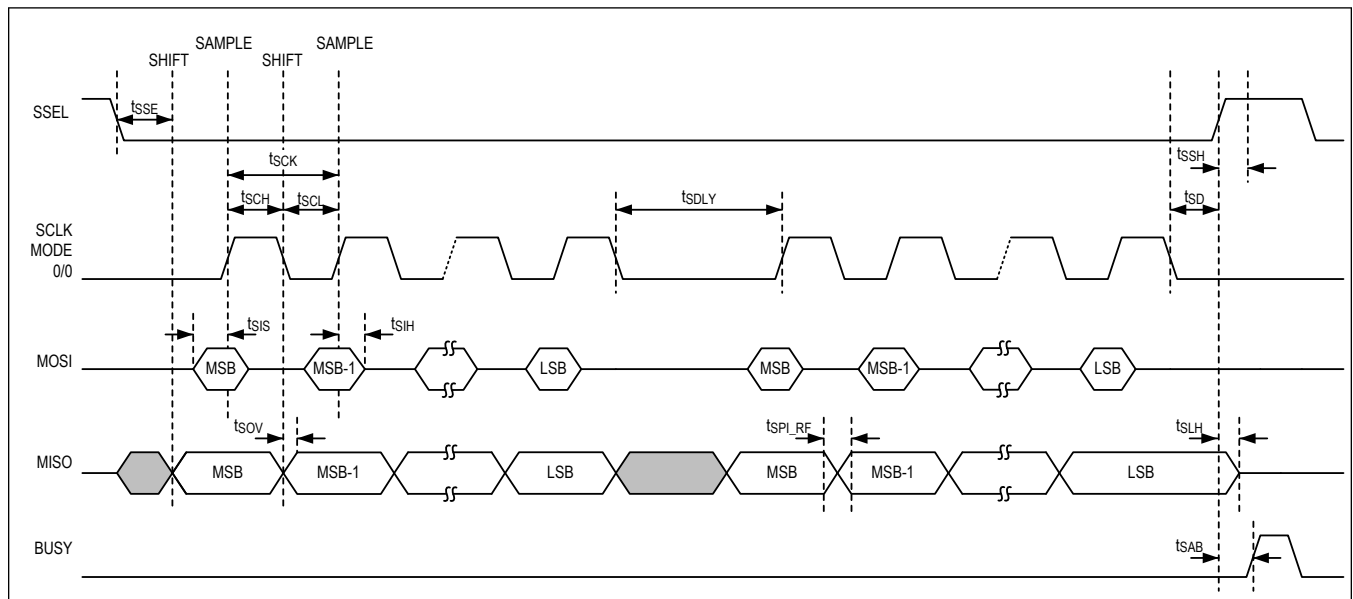 SAMPLE SAMPLE
SHIFT SHIFT
SSEL
tSSE
tSSH
tSCK
tSCH tSCL tSDLY tSD
SCLK
MODE
0/0
tSIS tSIH
MOSI MSB MSB-1 LSB MSB MSB-1 LSB
tSOV tSPI_RF tSLH
MISO MSB MSB-1 LSB MSB MSB-1 LSB
BUSY
tSAB